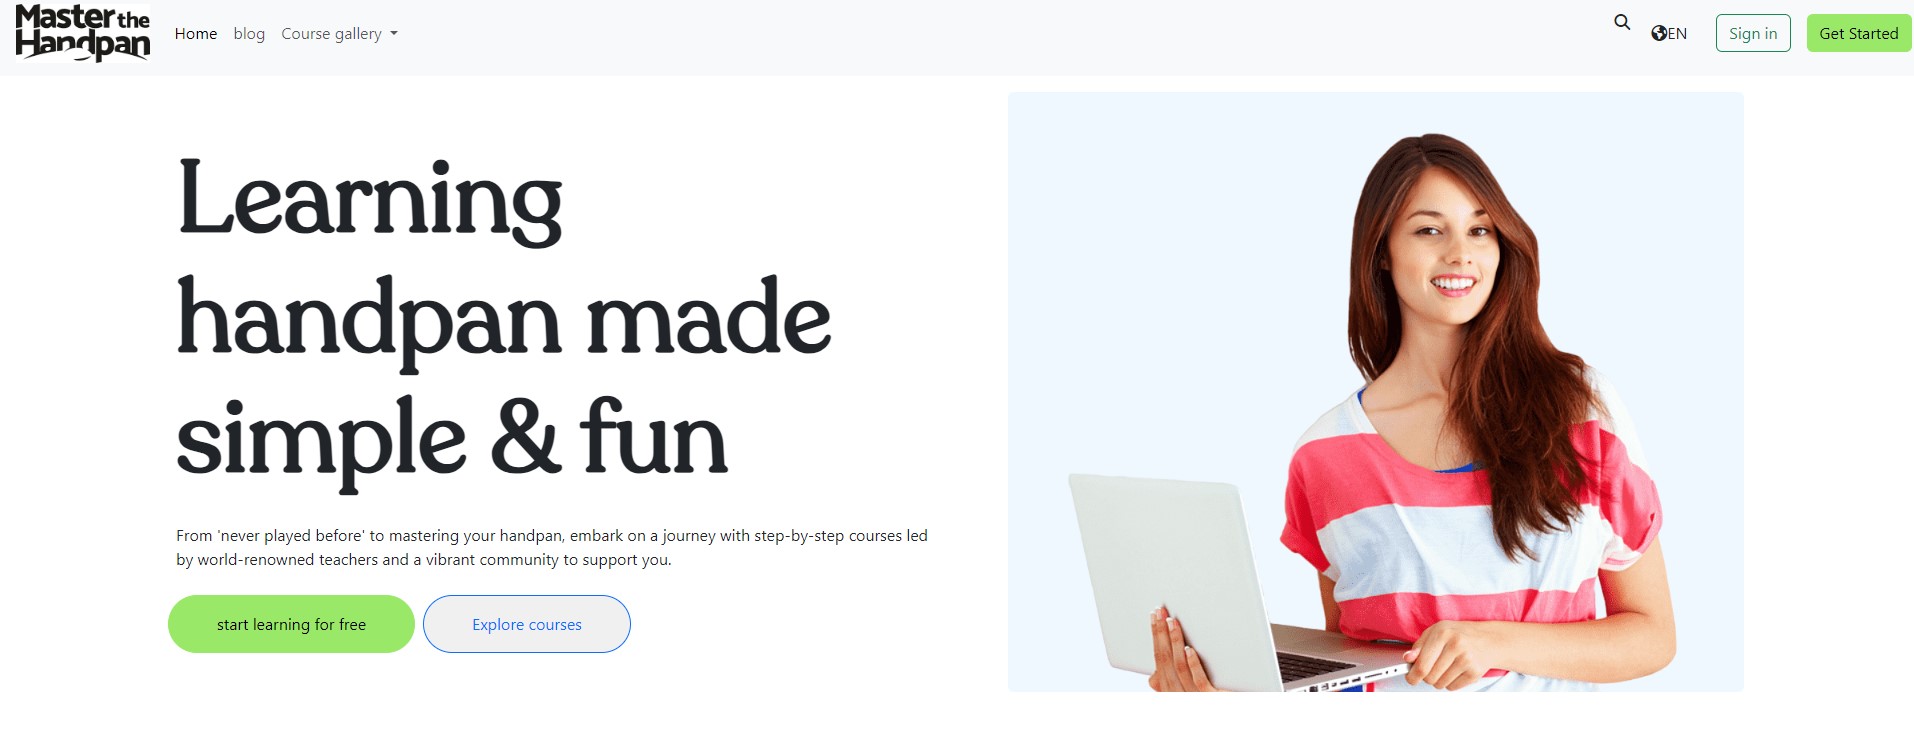 Master the
Handpan
Home blog Course gallery
EN Sign in Get Started
Learning
handpan made
simple & fun
From 'never played before' to mastering your handpan, embark on a journey with step-by-step courses led
by world-renowned teachers and a vibrant community to support you.
start learning for free Explore courses